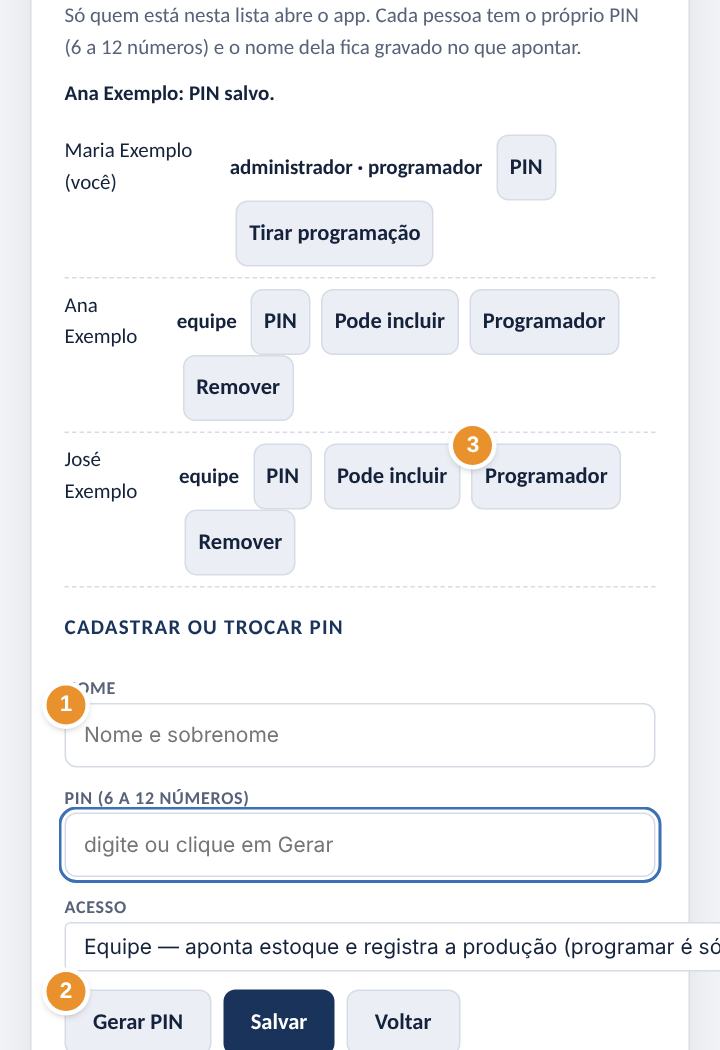 Só quem está nesta lista abre o app. Cada pessoa tem o próprio PIN
(6 a 12 números) e o nome dela fica gravado no que apontar.
Ana Exemplo: PIN salvo.
Maria Exemplo
(você)
administrador · programador
PIN
Tirar programação
Ana
Exemplo
equipe
PIN
Pode incluir
Programador
Remover
3
José
Exemplo
equipe
PIN
Pode incluir
Programador
Remover
CADASTRAR OU TROCAR PIN
1
Nome e sobrenome
PIN (6 A 12 NÚMEROS)
digite ou clique em Gerar
ACESSO
Equipe — aponta estoque e registra a produção (programar é só
2
Gerar PIN
Salvar
Voltar